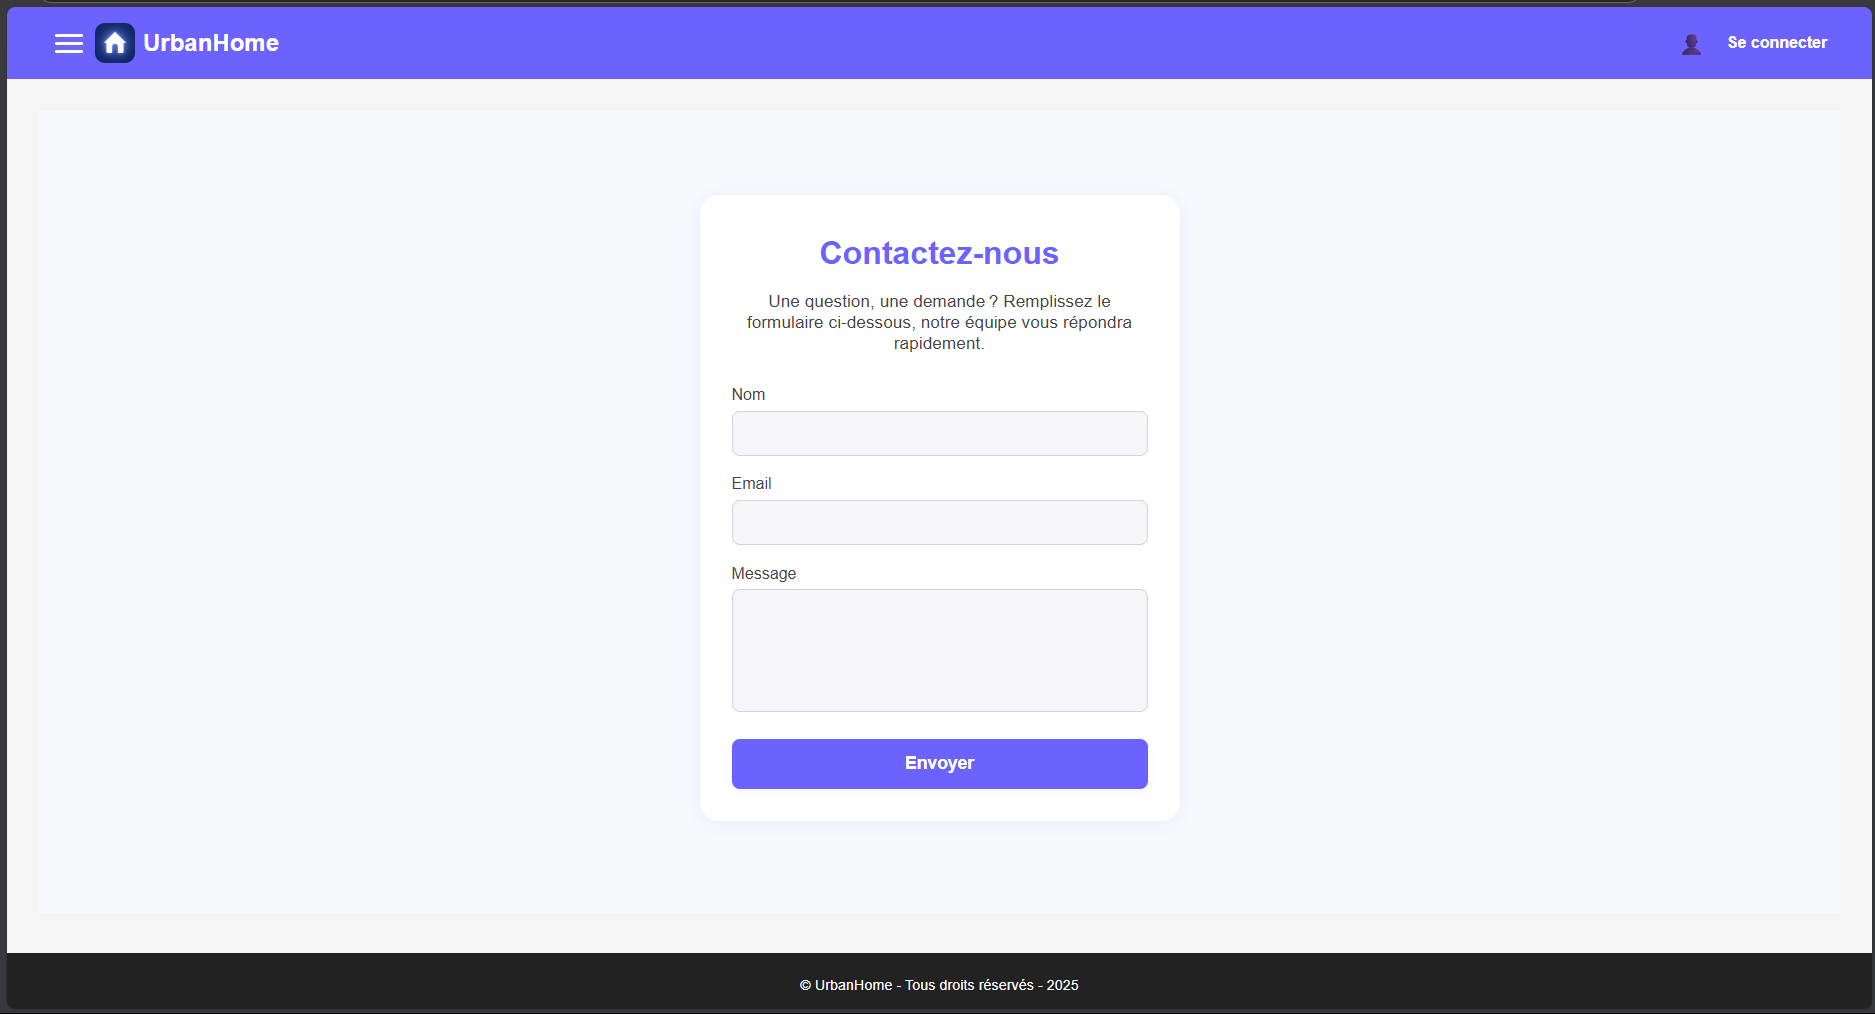 UrbanHome
Se connecter
Contactez-nous
Une question, une demande ? Remplissez le
formulaire ci-dessous, notre équipe vous répondra
rapidement.
Nom
Email
Message
Envoyer
© UrbanHome - Tous droits réservés - 2025